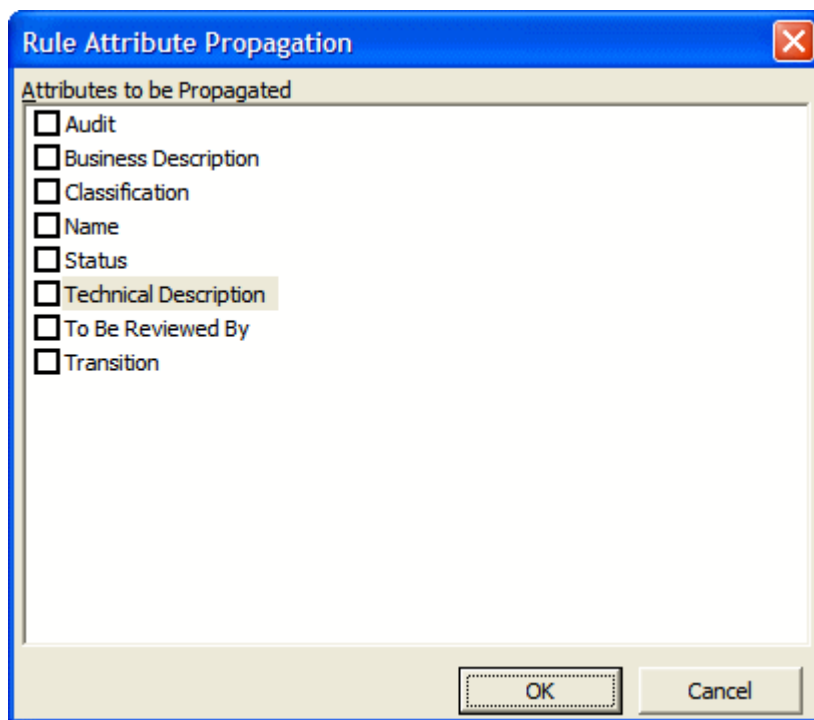 Rule Attribute Propagation
Attributes to be Propagated
Audit
Business Description
Classification
Name
Status
Technical Description
To Be Reviewed By
Transition
OK
Cancel